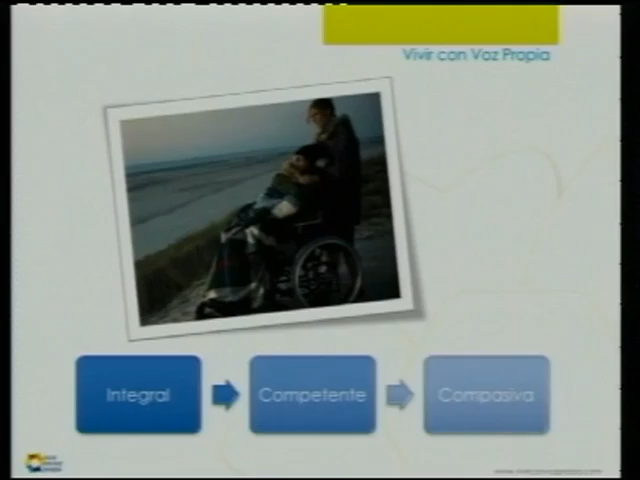 Vivir con Voz Propia
Integral
Competente
Compasiva